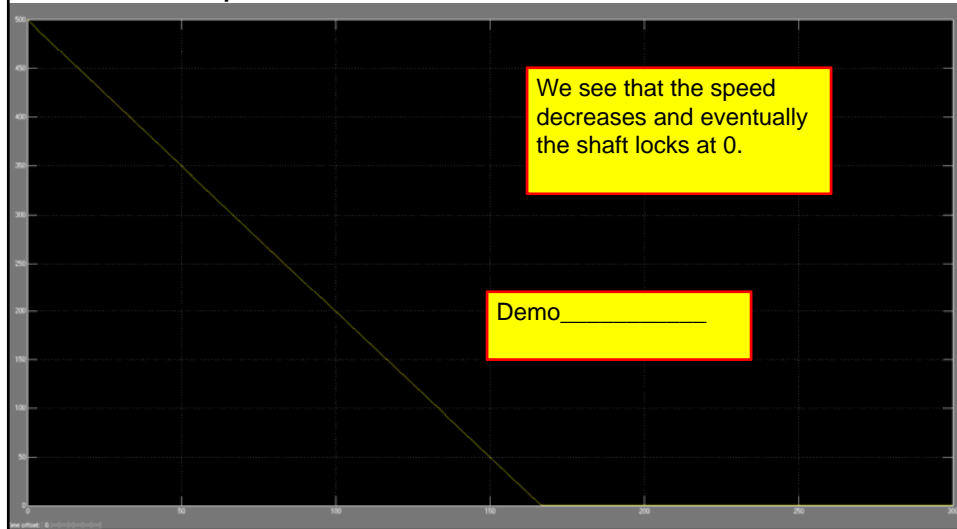 500
450
We see that the speed
decreases and eventually
the shaft locks at 0.
400
350
300
250
Demo___________
200
150
100
50
0
0 50 100 150 200 250 300